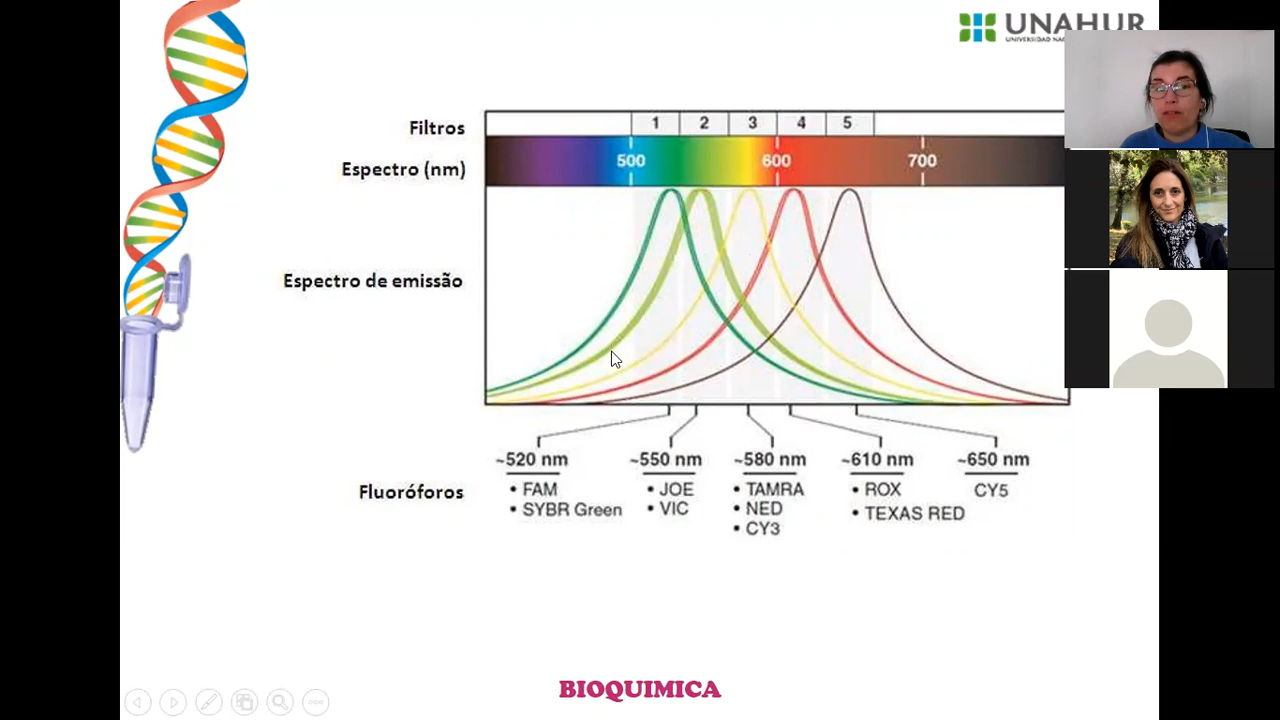 UNAHUR
Filtros
1 2 3 4 5
Espectro (nm)
500 600 700
Espectro de emissão
~520 nm ~550 nm ~580 nm ~610 nm ~650 nm
Fluoróforos
• FAM • JOE • TAMRA • ROX CY5
• SYBR Green • VIC • NED • TEXAS RED
• CY3
BIOQUIMICA